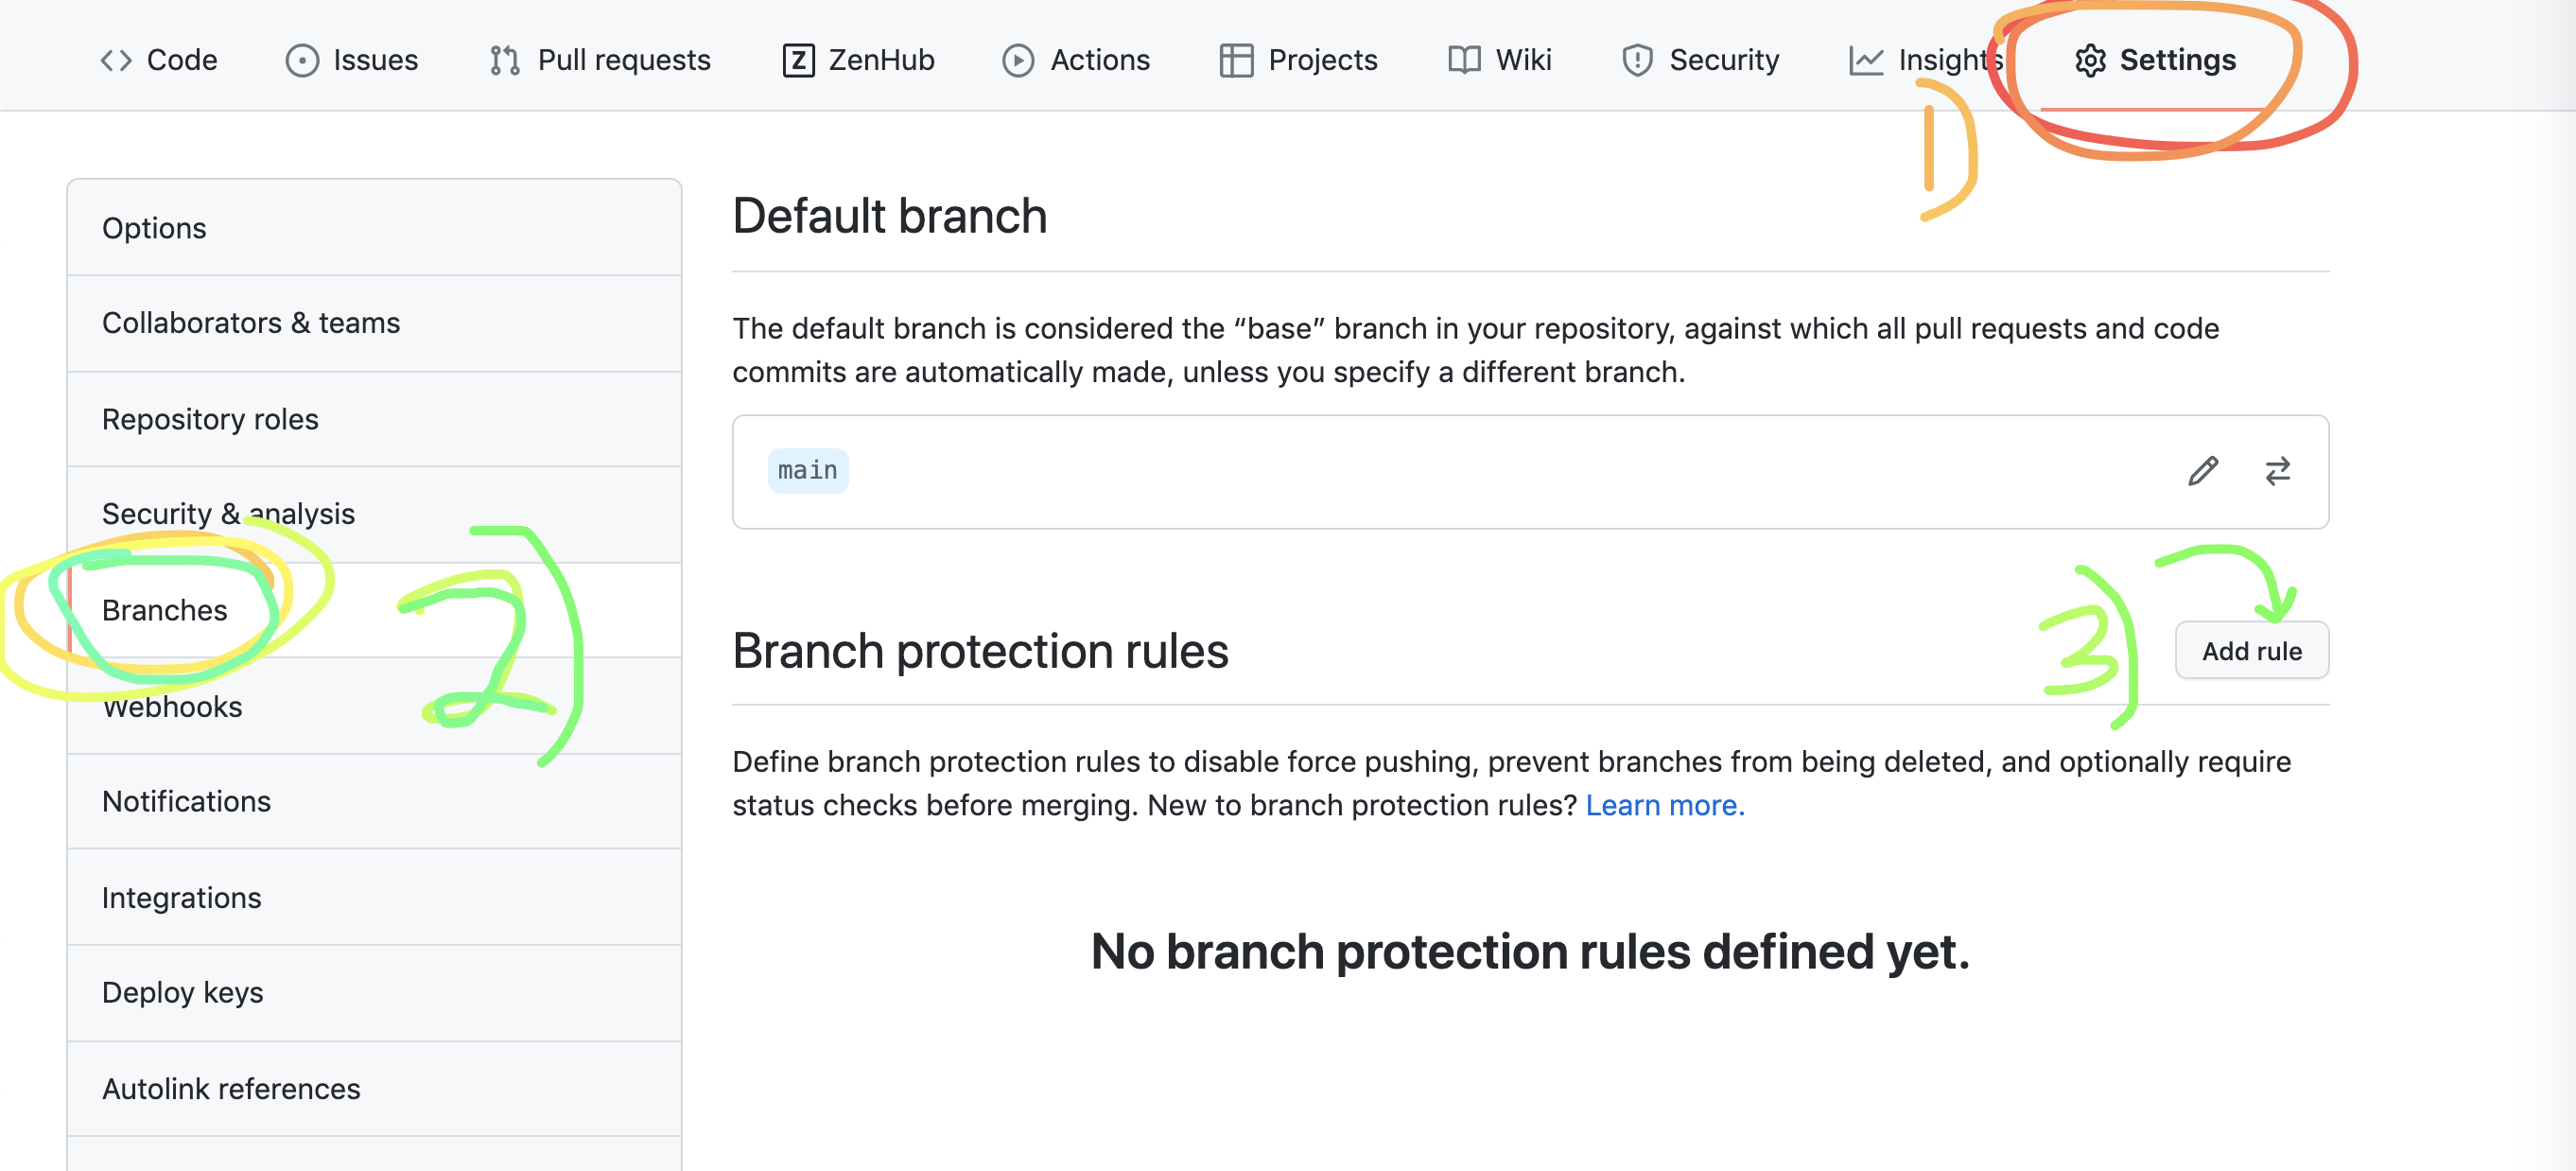 Code Issues Pull requests Z ZenHub Actions Projects Wiki Security Insights Settings
1)
Options
Collaborators & teams
Repository roles
Security & analysis
Branches
2)
Webhooks
Notifications
Integrations
Deploy keys
Autolink references
Default branch
The default branch is considered the “base” branch in your repository, against which all pull requests and code
commits are automatically made, unless you specify a different branch.
main
Branch protection rules
3)
Add rule
Define branch protection rules to disable force pushing, prevent branches from being deleted, and optionally require
status checks before merging. New to branch protection rules? Learn more.
No branch protection rules defined yet.